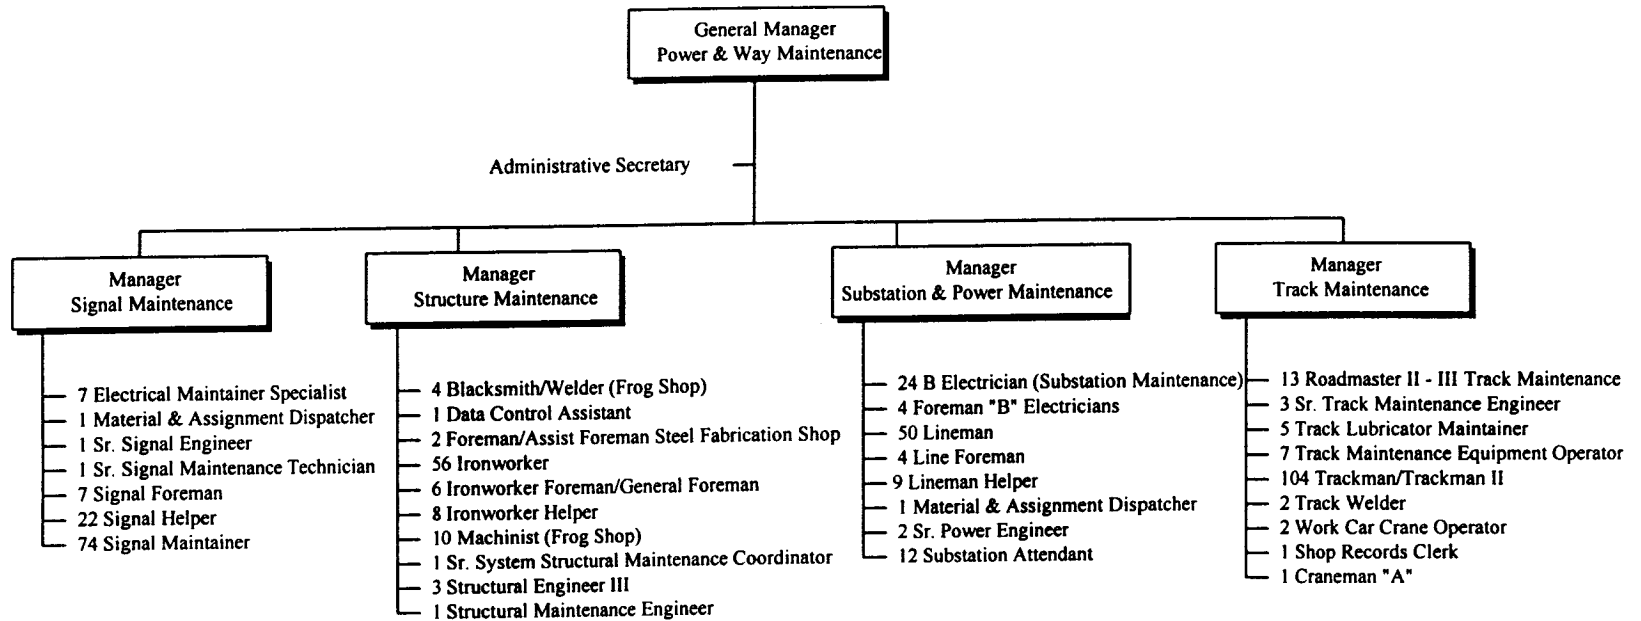 General Manager
Power & Way Maintenance
Administrative Secretary
Manager
Signal Maintenance
7 Electrical Maintainer Specialist
1 Material & Assignment Dispatcher
1 Sr. Signal Engineer
1 Sr. Signal Maintenance Technician
7 Signal Foreman
22 Signal Helper
74 Signal Maintainer
Manager
Structure Maintenance
4 Blacksmith/Welder (Frog Shop)
1 Data Control Assistant
2 Foreman/Assist Foreman Steel Fabrication Shop
56 Ironworker
6 Ironworker Foreman/General Foreman
8 Ironworker Helper
10 Machinist (Frog Shop)
1 Sr. System Structural Maintenance Coordinator
3 Structural Engineer III
1 Structural Maintenance Engineer
Manager
Substation & Power Maintenance
24 B Electrician (Substation Maintenance)
4 Foreman "B" Electricians
50 Lineman
4 Line Foreman
9 Lineman Helper
1 Material & Assignment Dispatcher
2 Sr. Power Engineer
12 Substation Attendant
Manager
Track Maintenance
13 Roadmaster II - III Track Maintenance
3 Sr. Track Maintenance Engineer
5 Track Lubricator Maintainer
7 Track Maintenance Equipment Operator
104 Trackman/Trackman II
2 Track Welder
2 Work Car Crane Operator
1 Shop Records Clerk
1 Craneman "A"